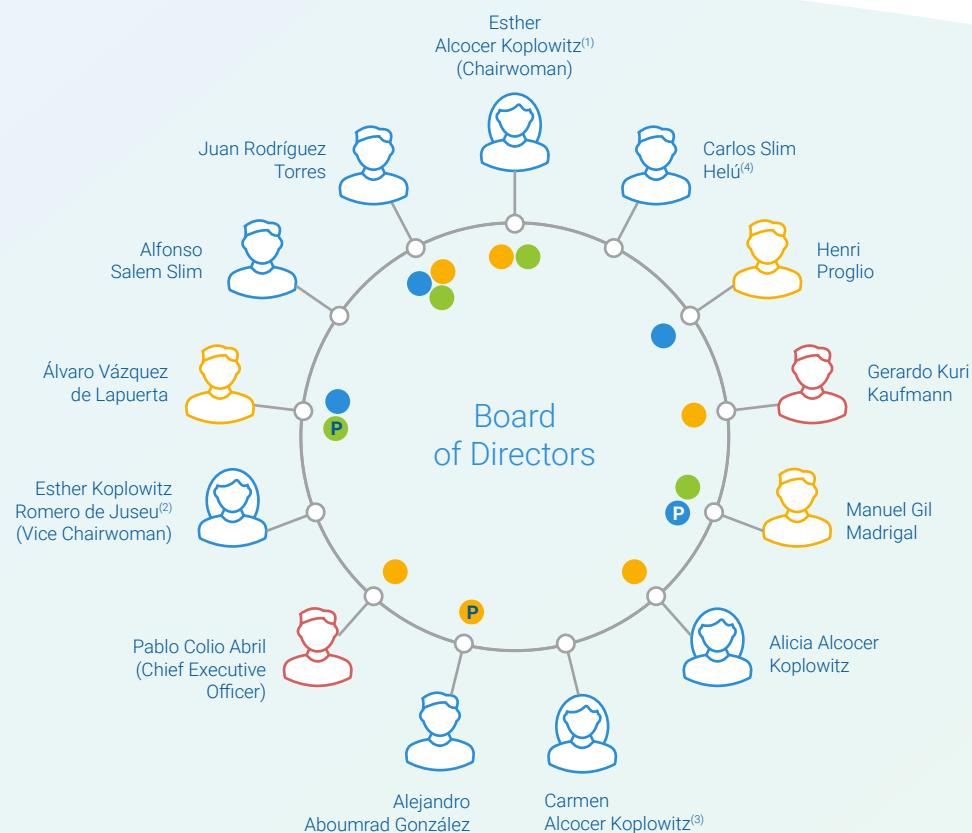 Esther
Alcocer Koplowitz(1)
(Chairwoman)
Juan Rodríguez
Torres
Carlos Slim
Helú(4)
Alfonso
Salem Slim
Henri
Proglio
Álvaro Vázquez
de Lapuerta
Gerardo Kuri
Kaufmann
P
Board
of Directors
Esther Koplowitz
Romero de Juseu(2)
(Vice Chairwoman)
P
Manuel Gil
Madrigal
P
Pablo Colio Abril
(Chief Executive
Officer)
Alicia Alcocer
Koplowitz
Alejandro
Aboumrad González
Carmen
Alcocer Koplowitz(3)